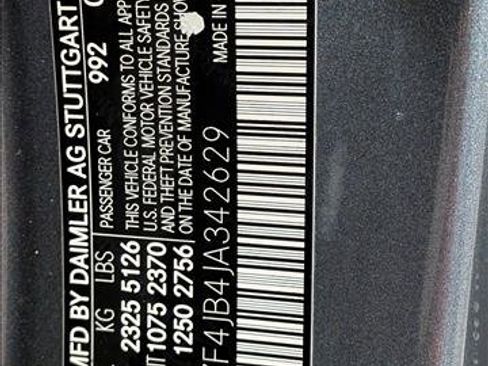 MFD BY DAIMLER AG STUTTGART
KG LBS PASSENGER CAR 992
2325 5126 THIS VEHICLE CONFORMS TO ALL APP
1075 2370 U.S. FEDERAL MOTOR VEHICLE SAFETY
AND THEFT PREVENTION STANDARDS
1250 2756 ON THE DATE OF MANUFACTURE SHO
F4JB4JA342629 MADE IN